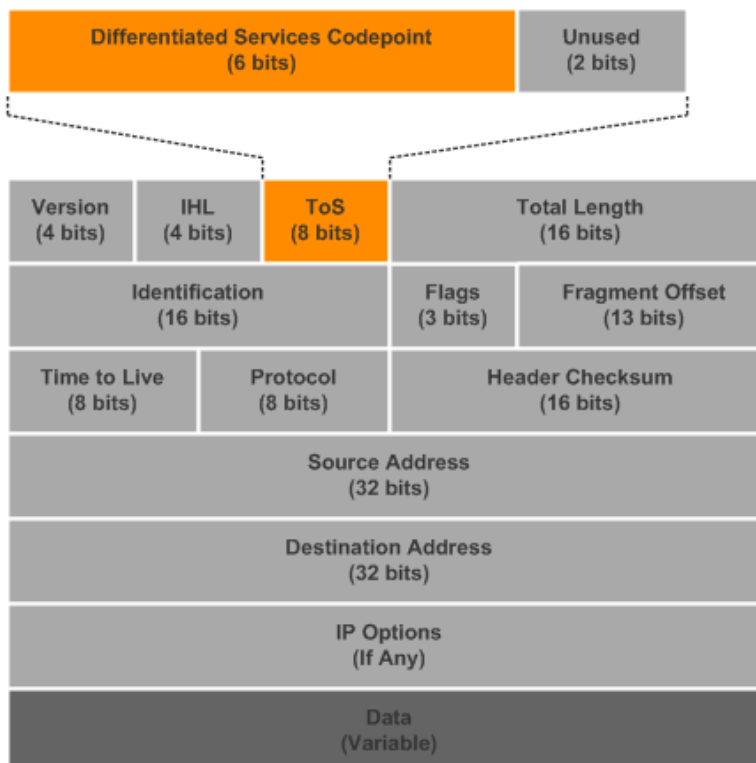 Differentiated Services Codepoint Unused
(6 bits) (2 bits)
Version IHL ToS Total Length
(4 bits) (4 bits) (8 bits) (16 bits)
Identification Flags Fragment Offset
(16 bits) (3 bits) (13 bits)
Time to Live Protocol Header Checksum
(8 bits) (8 bits) (16 bits)
Source Address
(32 bits)
Destination Address
(32 bits)
IP Options
(If Any)
Data
(Variable)